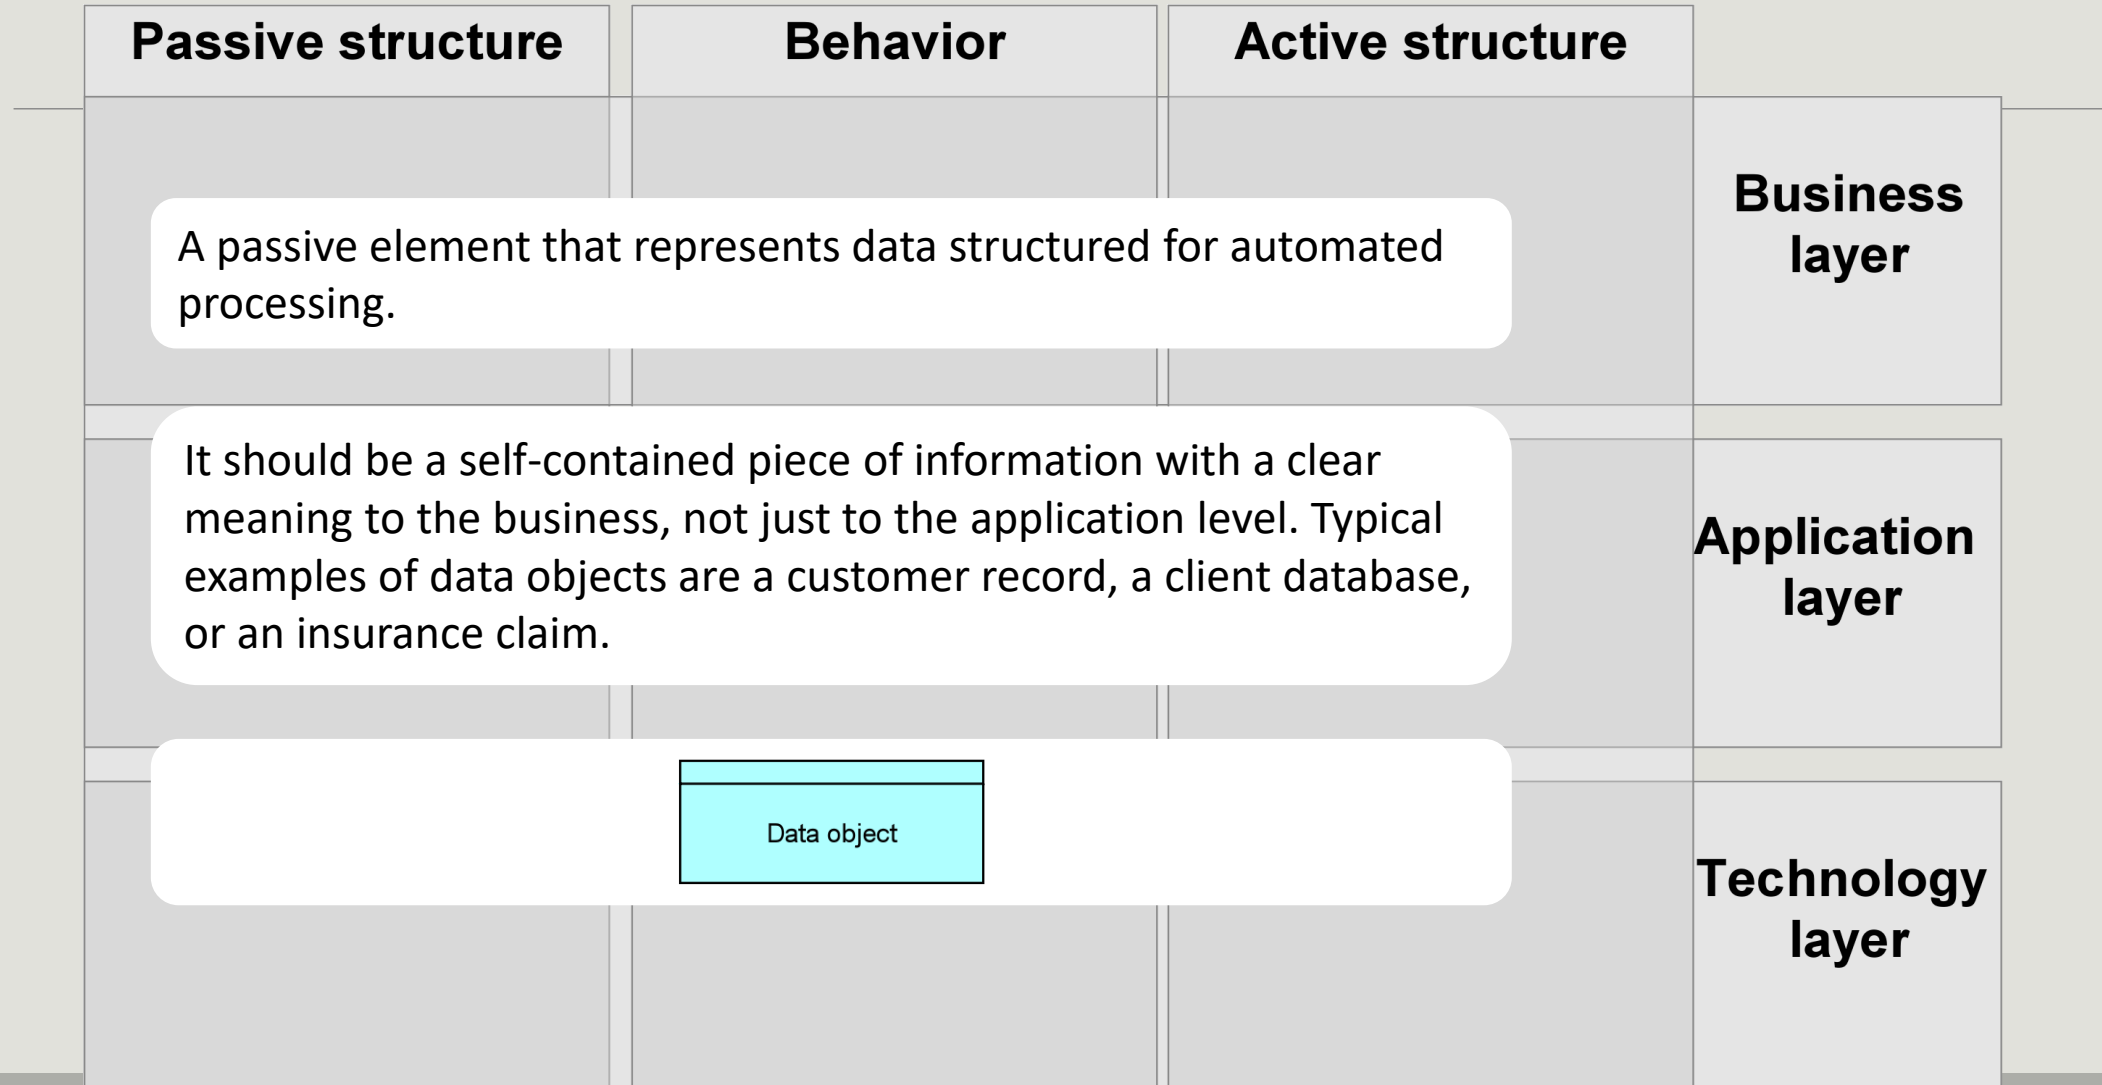 Passive structure
Behavior
Active structure
Business
layer
A passive element that represents data structured for automated
processing.
It should be a self-contained piece of information with a clear
meaning to the business, not just to the application level. Typical
examples of data objects are a customer record, a client database,
or an insurance claim.
Application
layer
Data object
Technology
layer